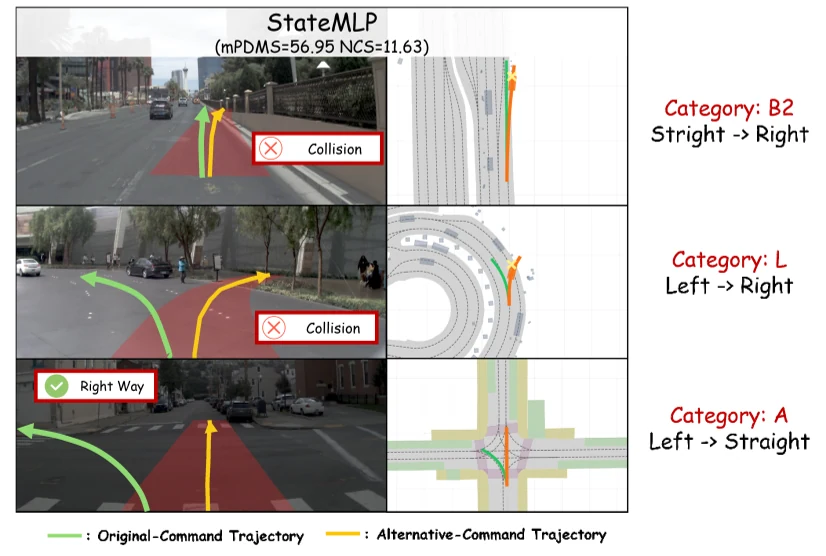 StateMLP
(mPDMS=56.95 NCS=11.63)
Collision
Category: B2
Stright -> Right
Collision
Category: L
Left -> Right
Right Way
Category: A
Left -> Straight
: Original-Command Trajectory
: Alternative-Command Trajectory